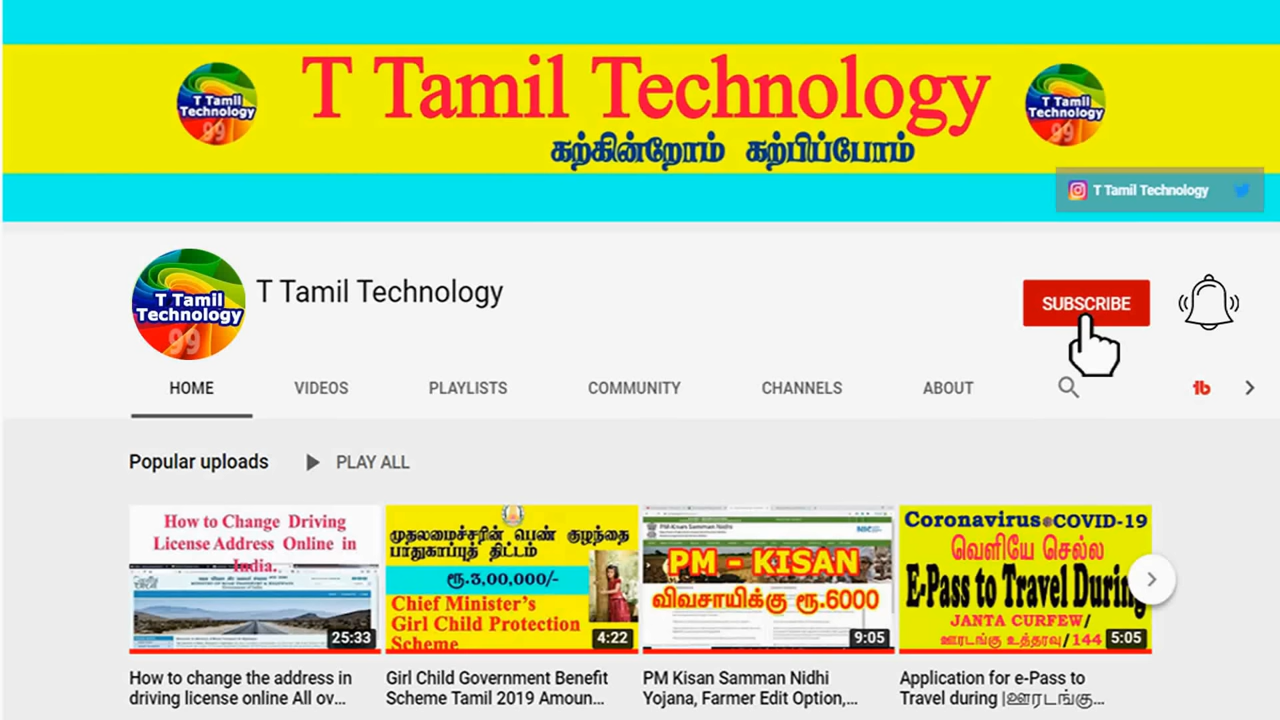 T Tamil Technology
கற்கின்றோம் கற்பிப்போம்
T Tamil
Technology
99
T Tamil
Technology
99
T Tamil Technology
T Tamil
Technology
99
T Tamil Technology
SUBSCRIBE
HOME VIDEOS PLAYLISTS COMMUNITY CHANNELS ABOUT
Popular uploads PLAY ALL
How to Change Driving
License Address Online in
India.
25:33
முதலமைச்சரின் பெண் குழந்தை
பாதுகாப்புத் திட்டம்
ரூ.3,00,000/-
Chief Minister's
Girl Child Protection
Scheme
4:22
PM-Kisan Samman Nidhi
PM - KISAN
விவசாயிக்கு ரூ.6000
9:05
Coronavirus COVID-19
வெளியே செல்ல
E-Pass to Travel During
JANTA CURFEW/
ஊரடங்கு உத்தரவு/ 144
5:05
How to change the address in
driving license online All ov...
Girl Child Government Benefit
Scheme Tamil 2019 Amoun...
PM Kisan Samman Nidhi
Yojana, Farmer Edit Option,...
Application for e-Pass to
Travel during |ஊரடங்கு...